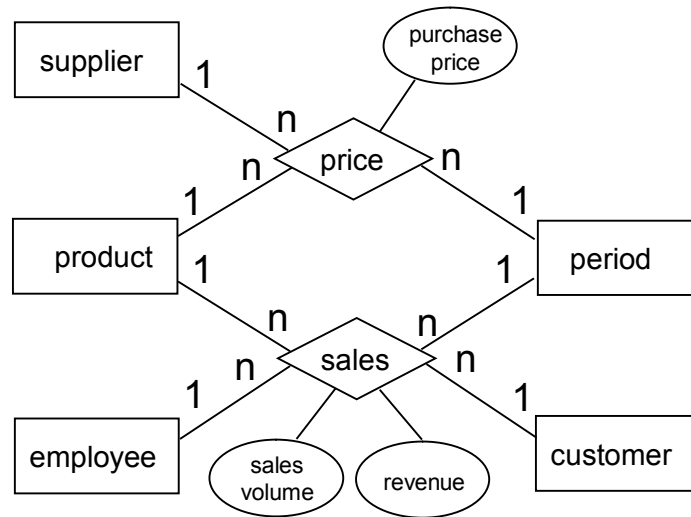 purchase
price
supplier
1
n
price
n
n
1
1
product
period
1
1
n
n
sales
n
n
1
1
employee
customer
sales
volume
revenue